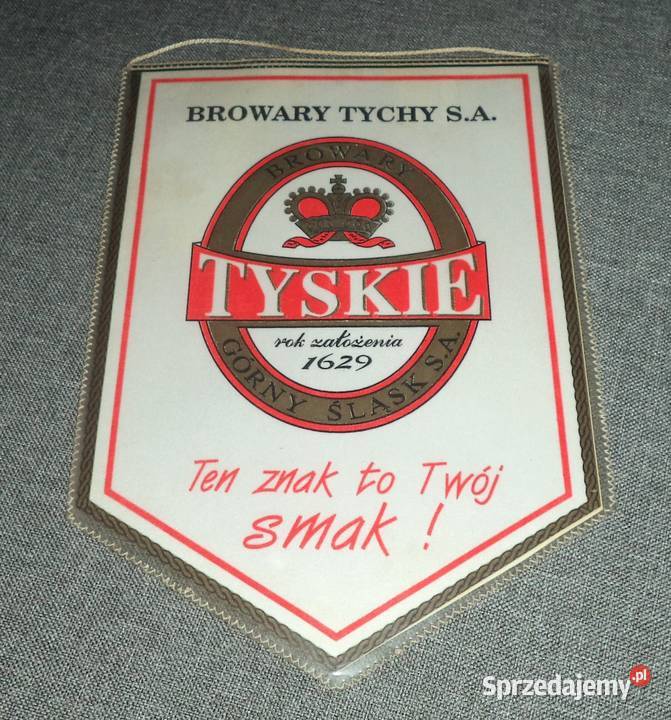 BROWARY TYCHY S.A.
BROWARY
TYSKIE
rok założenia
1629
GÓRNY ŚLĄSK S.A.
Ten znak to Twój
smak !
Sprzedajemy.pl